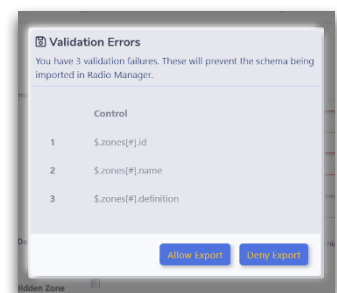 Validation Errors
You have 3 validation failures. These will prevent the schema being
imported in Radio Manager.
Control
1 $.zones[#].id
2 $.zones[#].name
3 $.zones[#].definition
Allow Export Deny Export
Hidden Zone